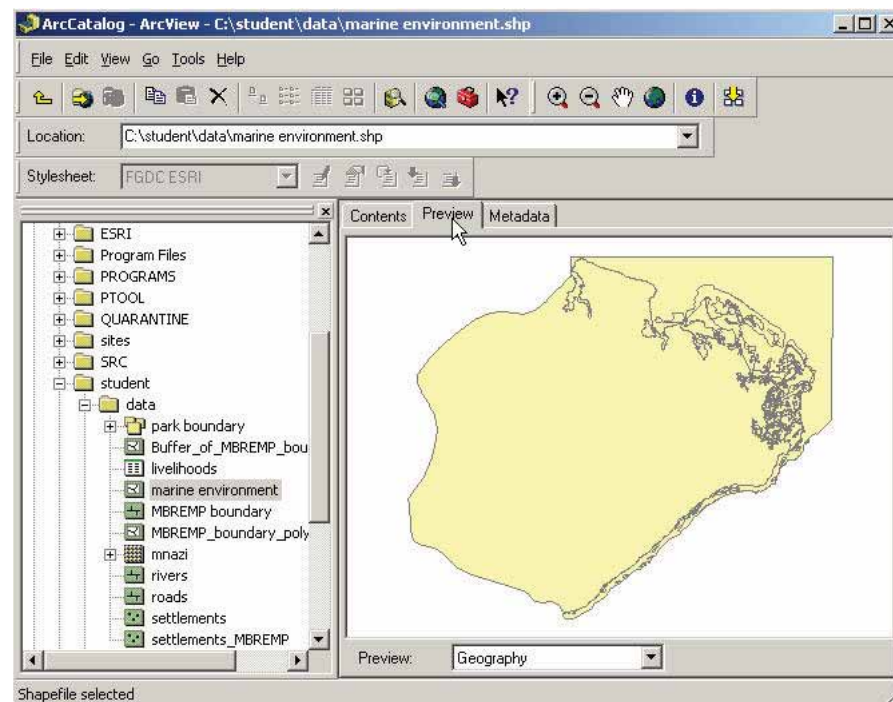 ArcCatalog - ArcView - C:\student\data\marine environment.shp
File Edit View Go Tools Help
Location: C:\student\data\marine environment.shp
Stylesheet: FGDC ESRI
Contents Preview Metadata
ESRI
Program Files
PROGRAMS
PTOOL
QUARANTINE
sites
SRC
student
data
park boundary
Buffer_of_MBREMP_bou
livelihoods
marine environment
MBREMP boundary
MBREMP_boundary_poly
mnazi
rivers
roads
settlements
settlements_MBREMP
Preview: Geography
Shapefile selected